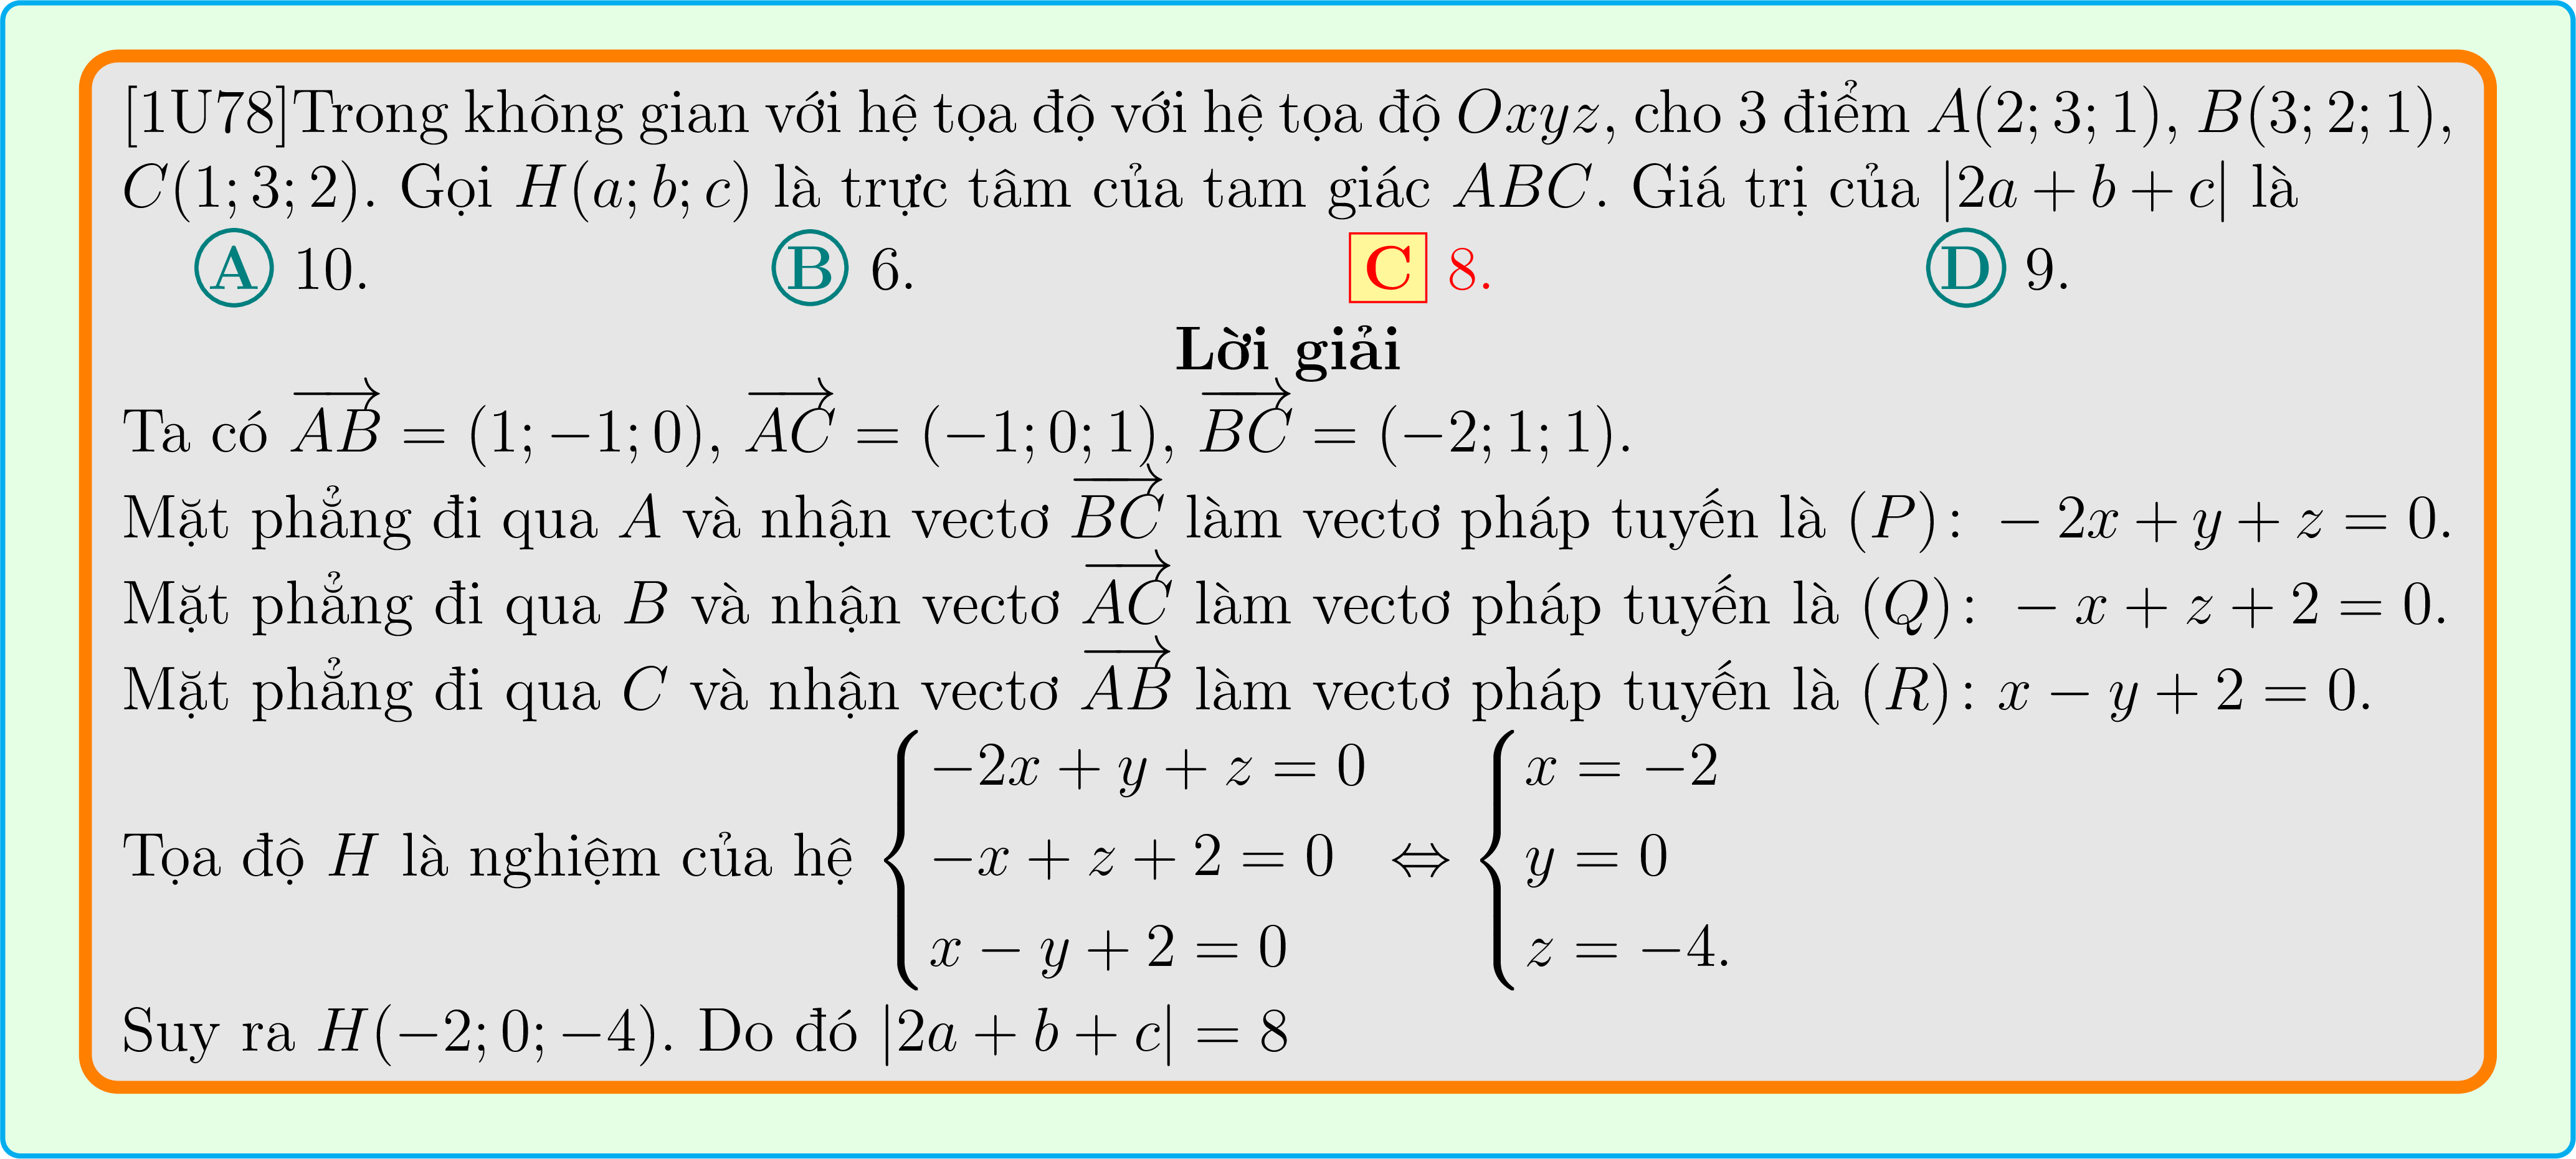 [1U78]Trong không gian với hệ tọa độ với hệ tọa độ Oxyz, cho 3 điểm A(2; 3; 1), B(3; 2; 1),
C(1; 3; 2). Gọi H(a; b; c) là trực tâm của tam giác ABC. Giá trị của |2a + b + c| là
A 10. B 6. C 8. D 9.
Lời giải
Ta có \overrightarrow{AB} = (1; −1; 0), \overrightarrow{AC} = (−1; 0; 1), \overrightarrow{BC} = (−2; 1; 1).
Mặt phẳng đi qua A và nhận vectơ \overrightarrow{BC} làm vectơ pháp tuyến là (P): − 2x + y + z = 0.
Mặt phẳng đi qua B và nhận vectơ \overrightarrow{AC} làm vectơ pháp tuyến là (Q): − x + z + 2 = 0.
Mặt phẳng đi qua C và nhận vectơ \overrightarrow{AB} làm vectơ pháp tuyến là (R): x − y + 2 = 0.
Tọa độ H là nghiệm của hệ \begin{cases} −2x + y + z = 0 \\ −x + z + 2 = 0 \\ x − y + 2 = 0 \end{cases} ⇔ \begin{cases} x = −2 \\ y = 0 \\ z = −4. \end{cases}
Suy ra H(−2; 0; −4). Do đó |2a + b + c| = 8